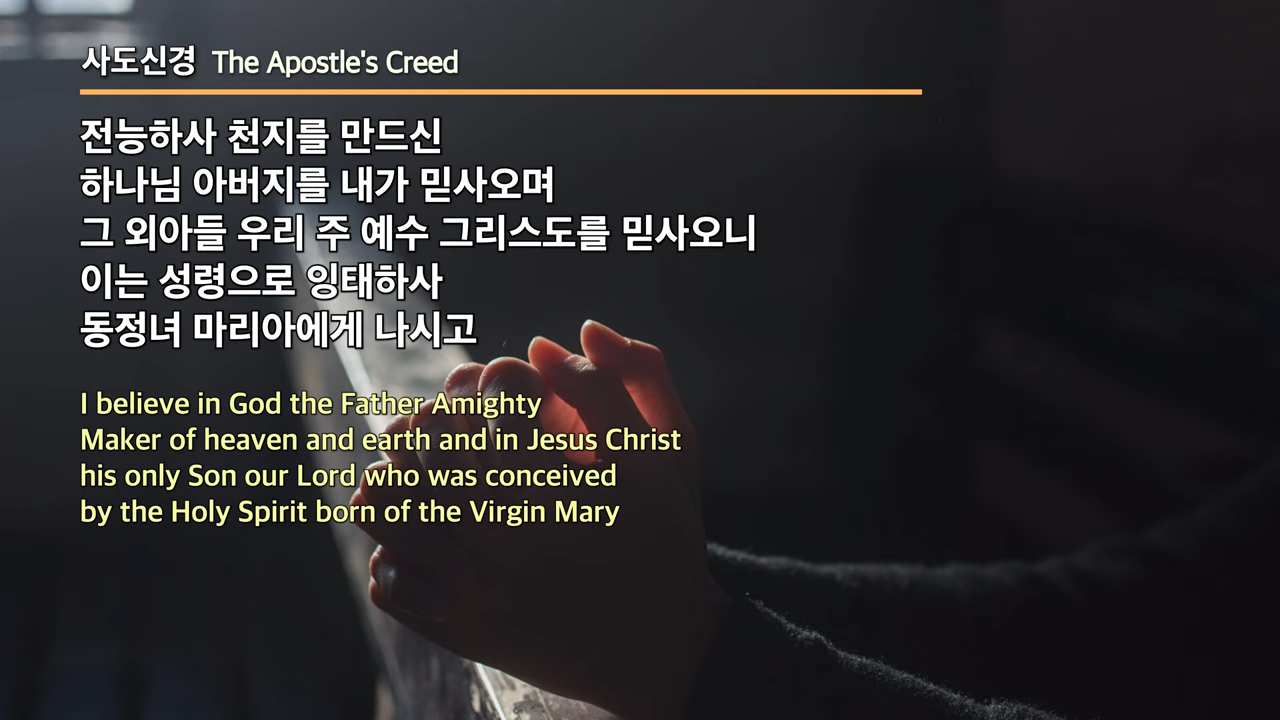 사도신경 The Apostle's Creed
전능하사 천지를 만드신
하나님 아버지를 내가 믿사오며
그 외아들 우리 주 예수 그리스도를 믿사오니
이는 성령으로 잉태하사
동정녀 마리아에게 나시고
I believe in God the Father Amighty
Maker of heaven and earth and in Jesus Christ
his only Son our Lord who was conceived
by the Holy Spirit born of the Virgin Mary